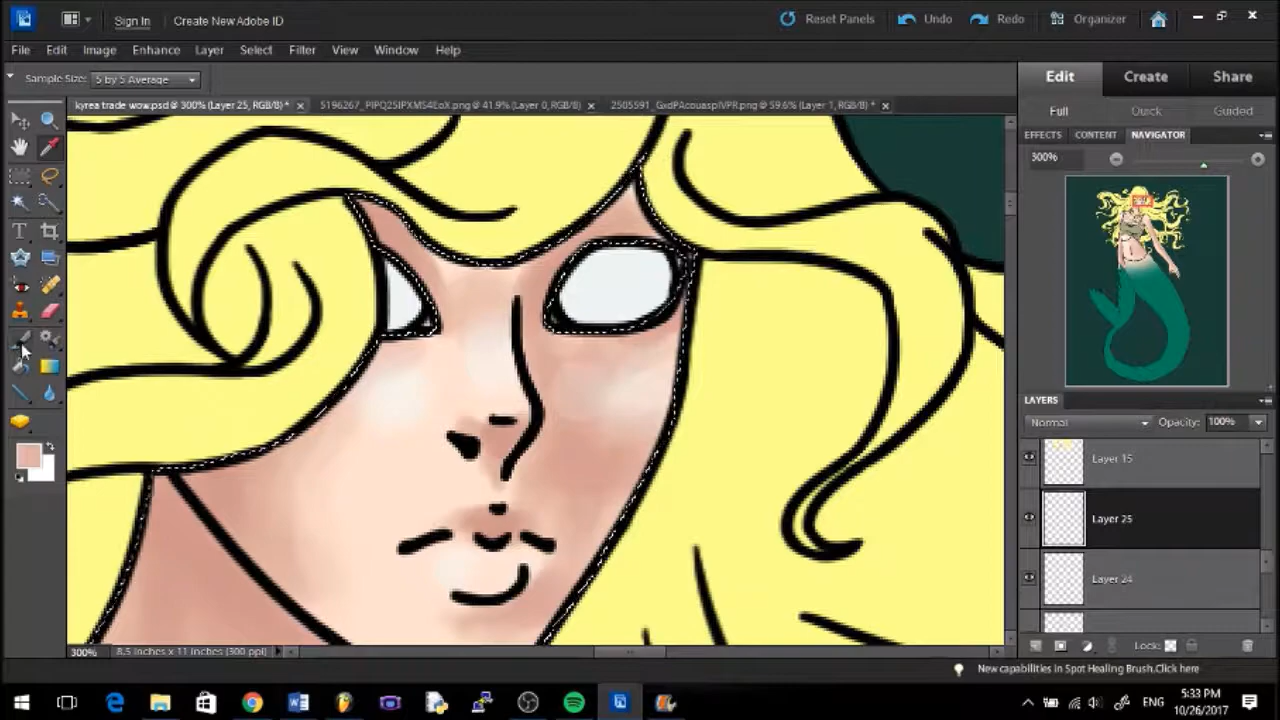 Sign In
Create New Adobe ID
Reset Panels
Undo
Redo
Organizer
File Edit Image Enhance Layer Select Filter View Window Help
Sample Size: 5 by 5 Average
Edit
Create
Share
kyrea trade wow.psd @ 300% (Layer 25, RGB/8) *
5196267_PIPQ25IPXMS4EoX.png @ 41.9% (Layer 0, RGB/8)
2505591_GxdPAcouaspiVPR.png @ 59.6% (Layer 1, RGB/8) *
Full
Quick
Guided
EFFECTS
CONTENT
NAVIGATOR
300%
LAYERS
Normal
Opacity: 100%
Layer 15
Layer 25
Layer 24
Lock:
300%
8.5 inches x 11 inches (300 ppi)
New capabilities in Spot Healing Brush.Click here
ENG
5:33 PM
10/26/2017